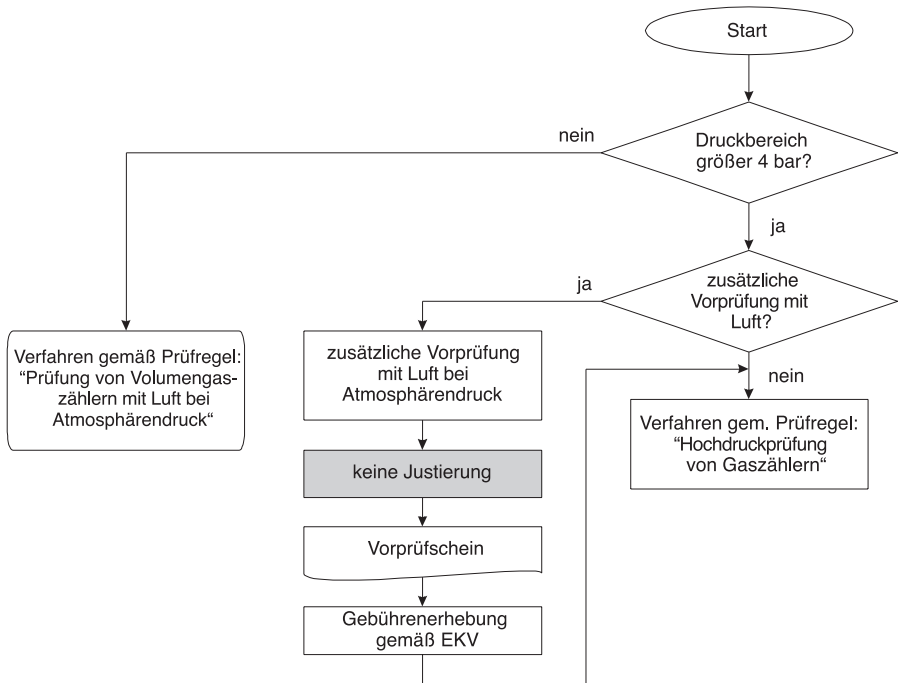 Start
Druckbereich
größer 4 bar?
nein
ja
zusätzliche
Vorprüfung mit
Luft?
ja
nein
Verfahren gemäß Prüfregel:
“Prüfung von Volumengas-
zählern mit Luft bei
Atmosphärendruck“
zusätzliche Vorprüfung
mit Luft bei
Atmosphärendruck
Verfahren gem. Prüfregel:
“Hochdruckprüfung
von Gaszählern“
keine Justierung
Vorprüfschein
Gebührenerhebung
gemäß EKV